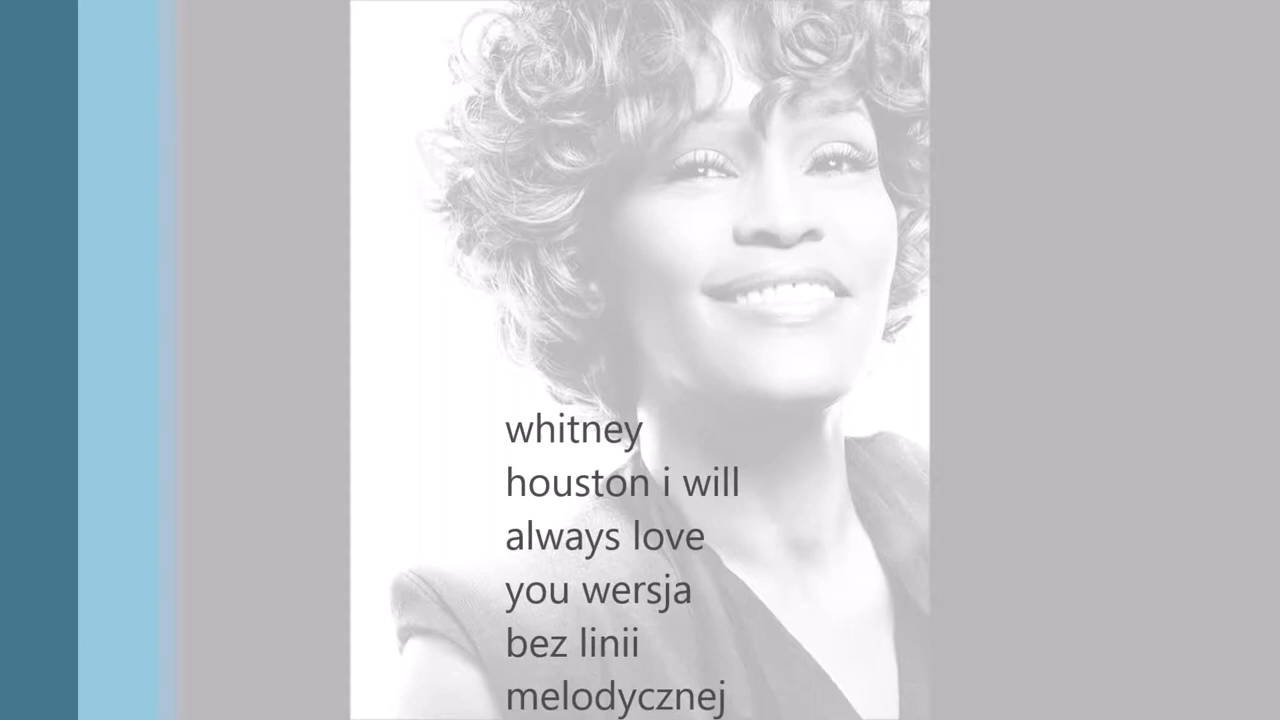 whitney
houston i will
always love
you wersja
bez linii
melodycznej